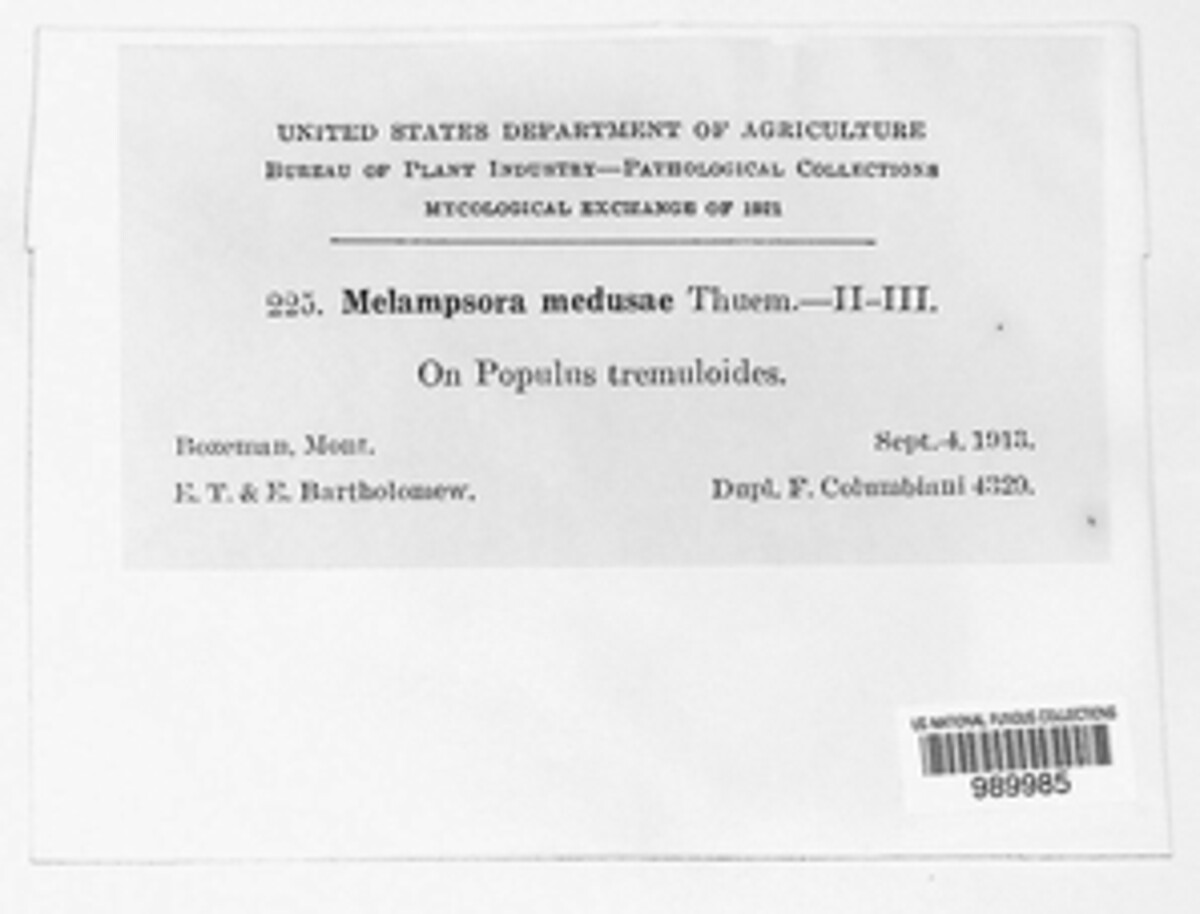 UNITED STATES DEPARTMENT OF AGRICULTURE
BUREAU OF PLANT INDUSTRY—PATHOLOGICAL COLLECTIONS
MYCOLOGICAL EXCHANGE OF 1921
225. Melampsora medusae Thuem.—II–III.
On Populus tremuloides.
Bozeman, Mont.
Sept. 4, 1913.
E. T. & E. Bartholomew.
Dupl. F. Columbiani 4329.
US NATIONAL FUNGUS COLLECTIONS
989985